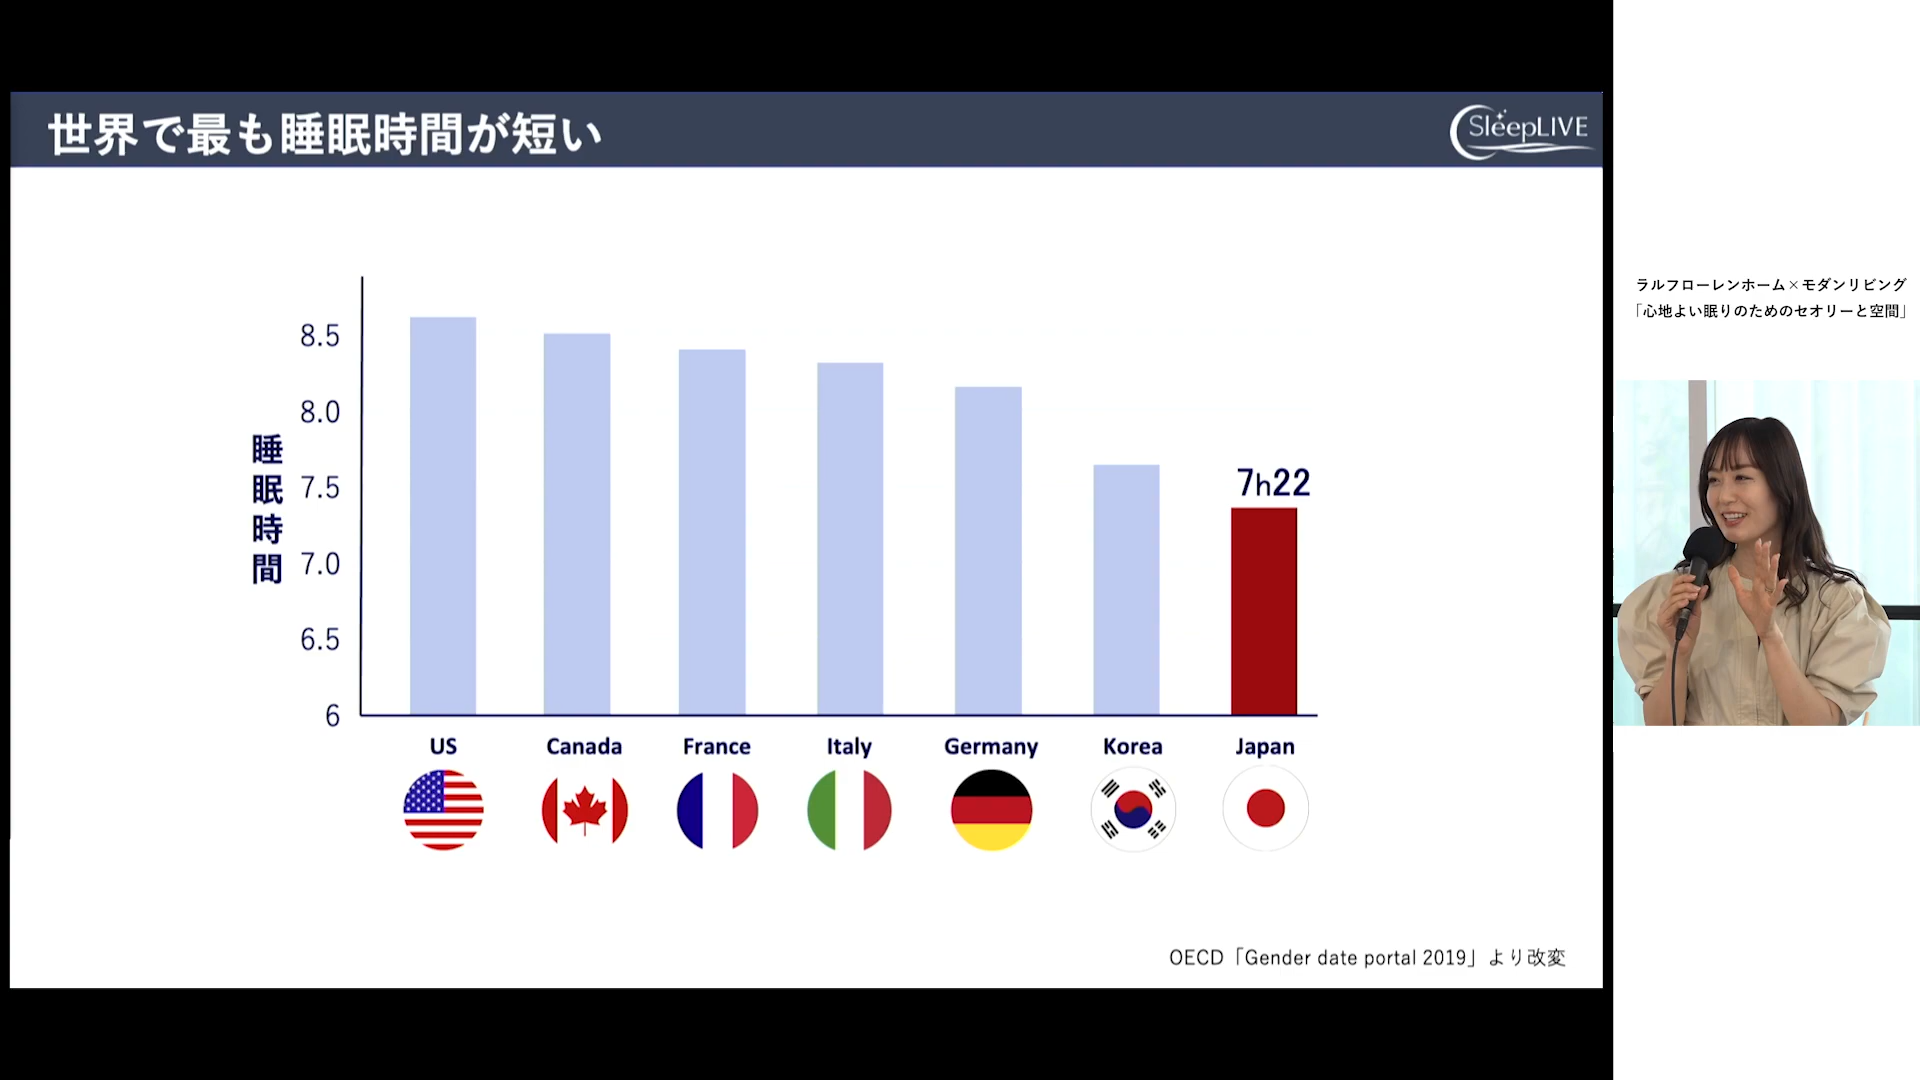 世界で最も睡眠時間が短い
SleepLIVE
ラルフローレンホーム×モダンリビング
「心地よい眠りのためのセオリーと空間」
睡眠時間
8.5
8.0
7.5
7.0
6.5
6
7h22
US
Canada
France
Italy
Germany
Korea
Japan
OECD「Gender date portal 2019」より改変